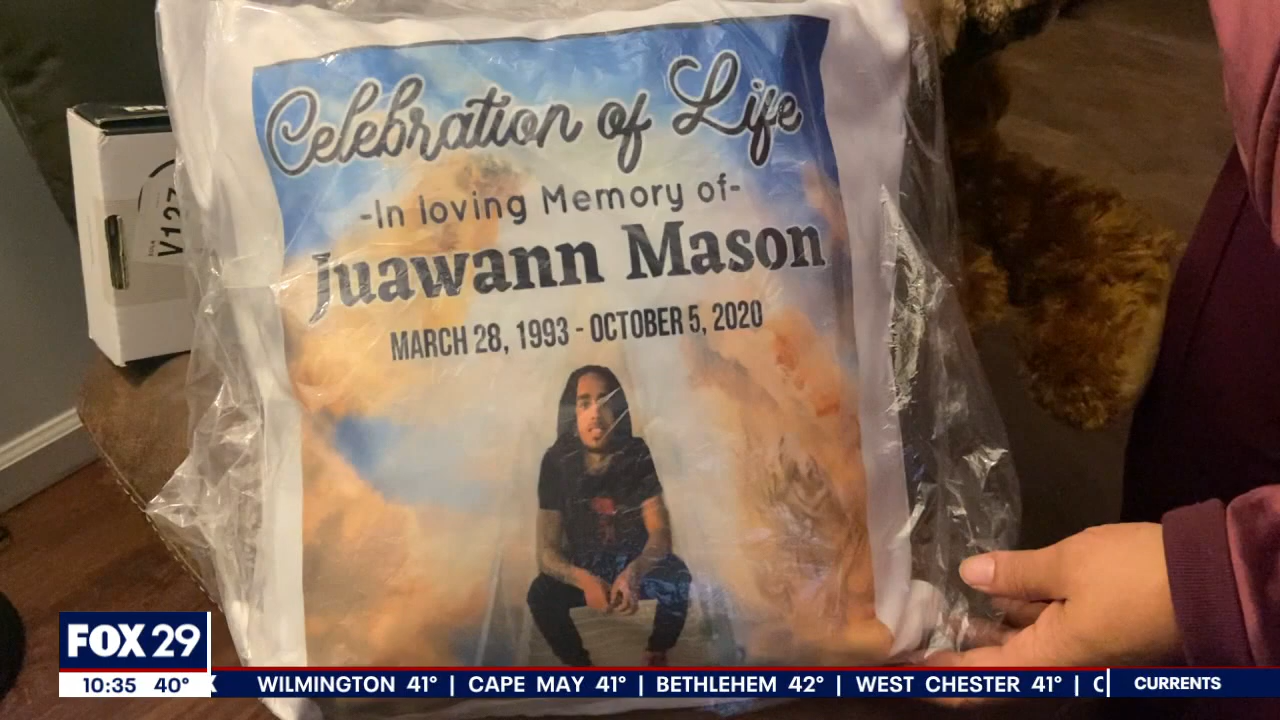 Celebration of Life
-In loving Memory of-
Juawann Mason
MARCH 28, 1993 - OCTOBER 5, 2020
V137
FOX 29
10:35 40°
WILMINGTON 41° | CAPE MAY 41° | BETHLEHEM 42° | WEST CHESTER 41° |
CURRENTS